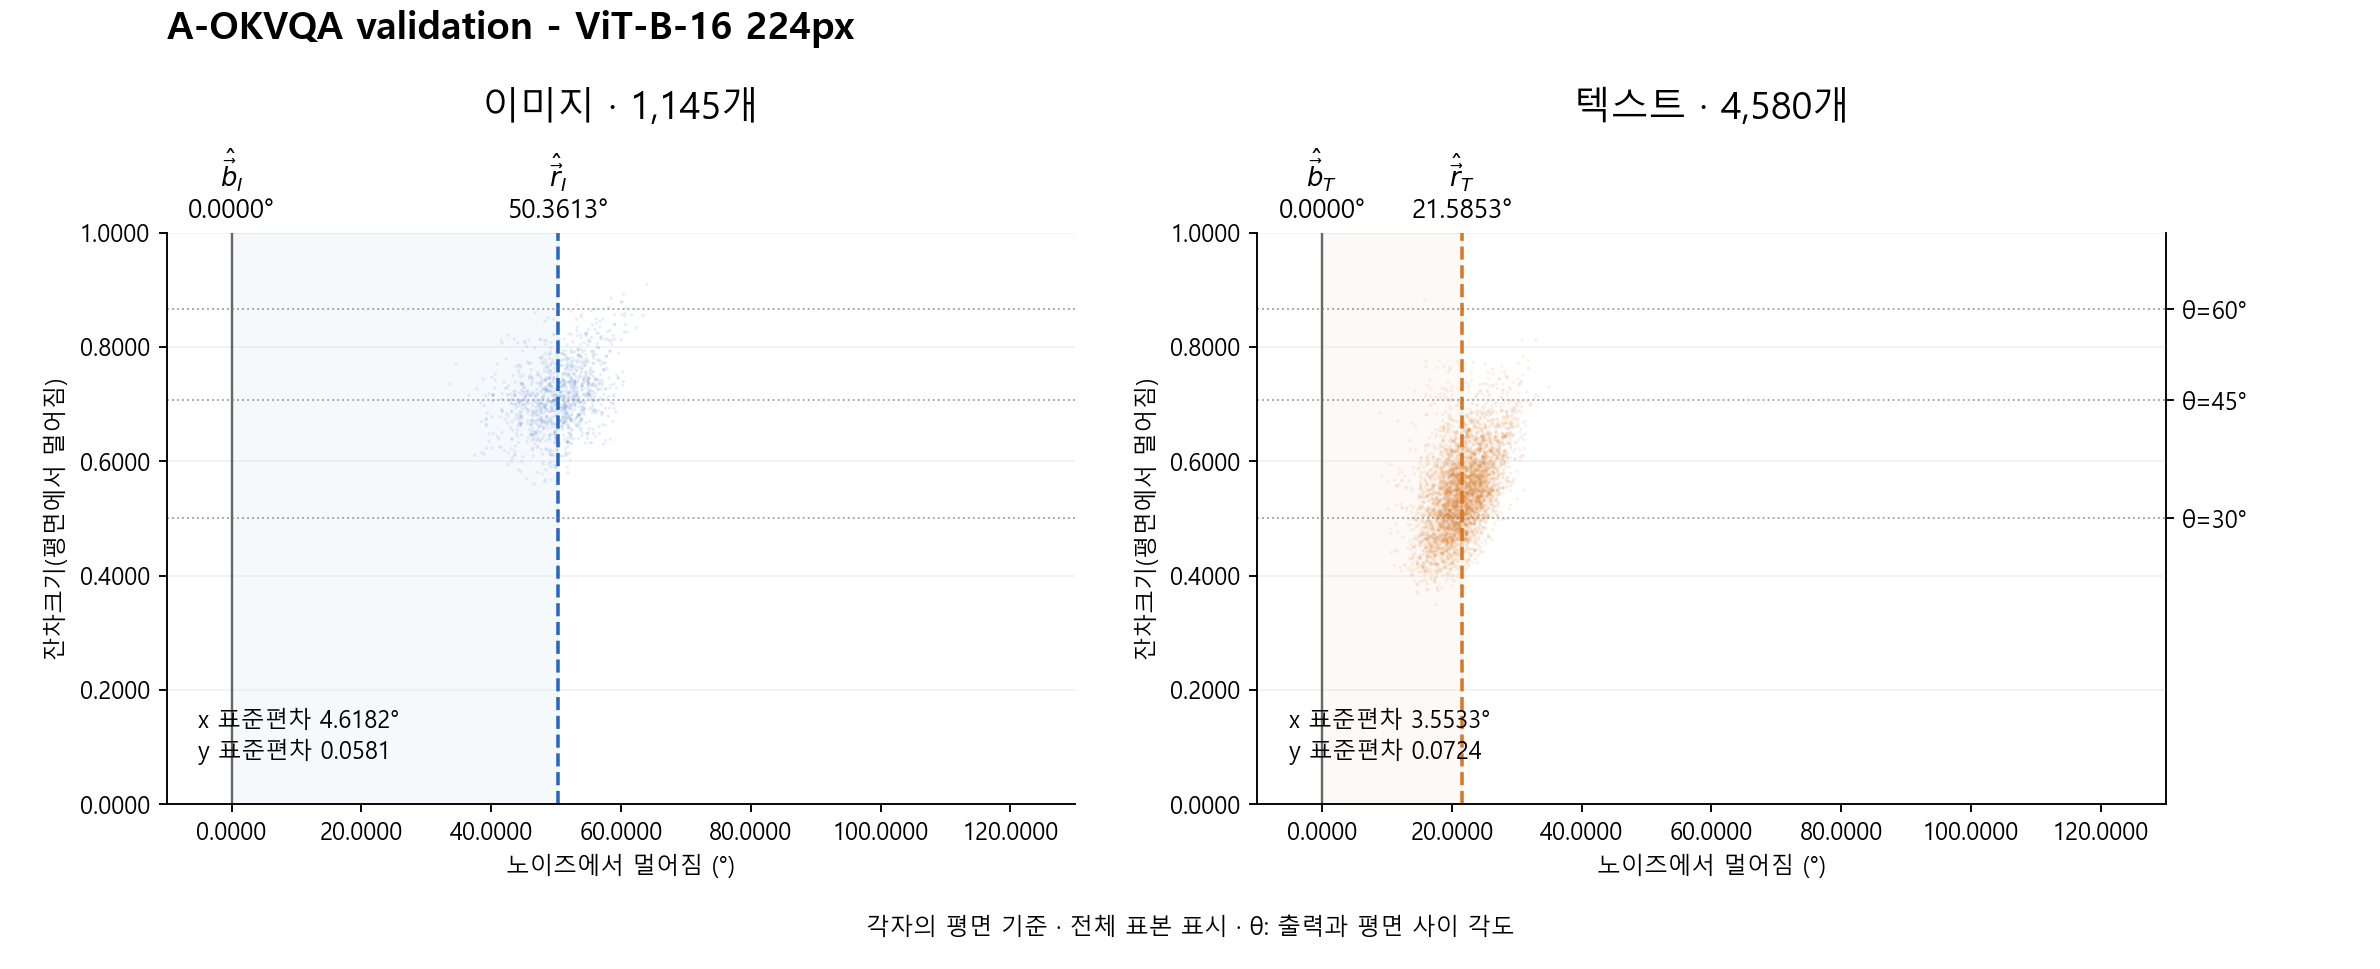 A-OKVQA validation - ViT-B-16 224px
이미지 · 1,145개
b̂⃗_I
0.0000°
r̂⃗_I
50.3613°
1.0000
0.8000
0.6000
0.4000
0.2000
0.0000
잔차크기(평면에서 멀어짐)
x 표준편차 4.6182°
y 표준편차 0.0581
0.0000 20.0000 40.0000 60.0000 80.0000 100.0000 120.0000
노이즈에서 멀어짐 (°)
텍스트 · 4,580개
b̂⃗_T
0.0000°
r̂⃗_T
21.5853°
1.0000
0.8000
0.6000
0.4000
0.2000
0.0000
잔차크기(평면에서 멀어짐)
θ=60°
θ=45°
θ=30°
x 표준편차 3.5533°
y 표준편차 0.0724
0.0000 20.0000 40.0000 60.0000 80.0000 100.0000 120.0000
노이즈에서 멀어짐 (°)
각자의 평면 기준 · 전체 표본 표시 · θ: 출력과 평면 사이 각도